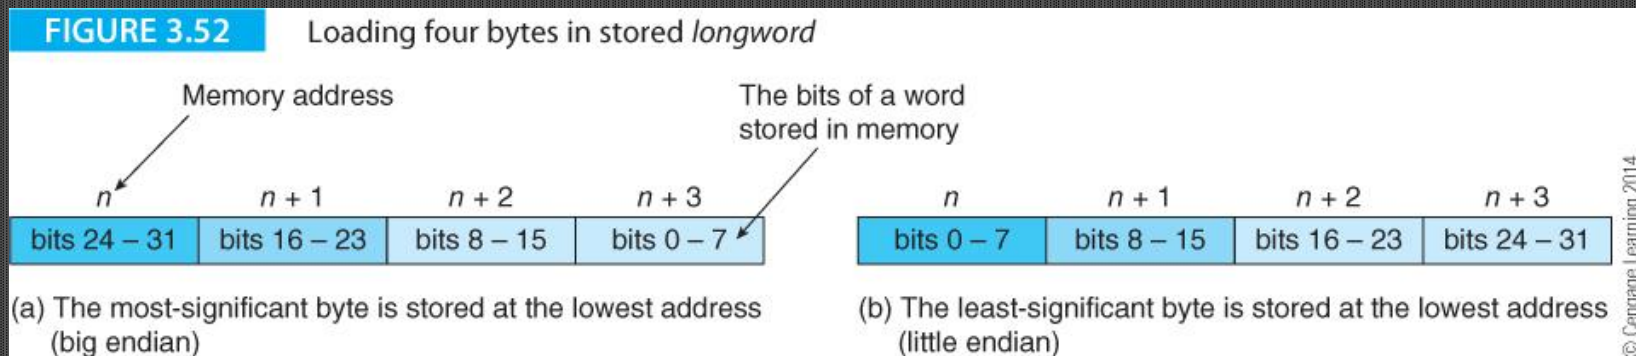 FIGURE 3.52 Loading four bytes in stored longword
Memory address
The bits of a word
stored in memory
n n + 1 n + 2 n + 3
bits 24 – 31 bits 16 – 23 bits 8 – 15 bits 0 – 7
(a) The most-significant byte is stored at the lowest address
(big endian)
n n + 1 n + 2 n + 3
bits 0 – 7 bits 8 – 15 bits 16 – 23 bits 24 – 31
(b) The least-significant byte is stored at the lowest address
(little endian)
© Cengage Learning 2014